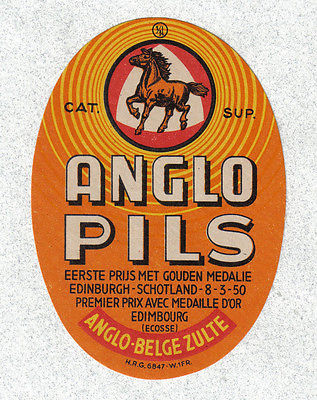 CAT. SUP.
ANGLO
PILS
EERSTE PRIJS MET GOUDEN MEDALIE
EDINBURGH - SCHOTLAND - 8-3-50
PREMIER PRIX AVEC MEDAILLE D'OR
EDIMBOURG
(ECOSSE)
ANGLO-BELGE ZULTE
H.R.G. 6847-W.1FR.